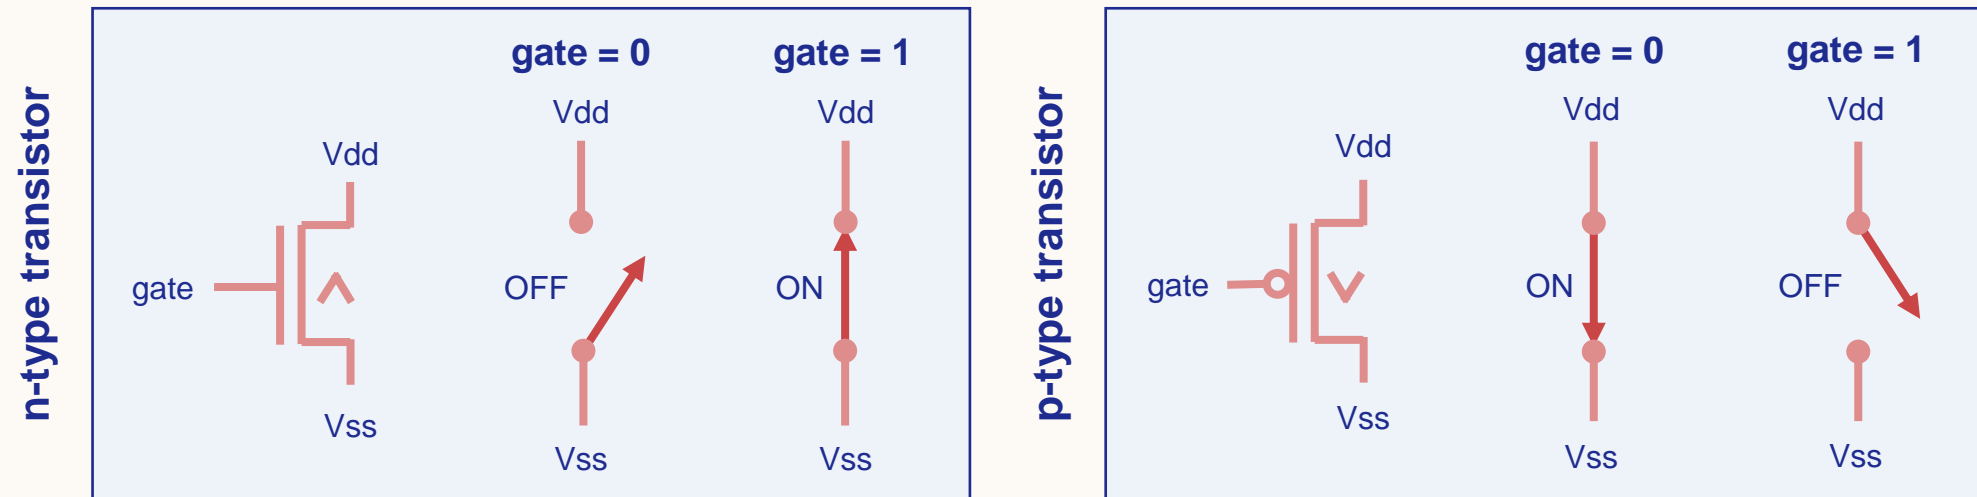 n-type transistor
gate = 0
gate = 1
Vdd
Vdd
Vdd
gate
OFF
ON
Vss
Vss
Vss
p-type transistor
gate = 0
gate = 1
Vdd
Vdd
Vdd
gate
ON
OFF
Vss
Vss
Vss